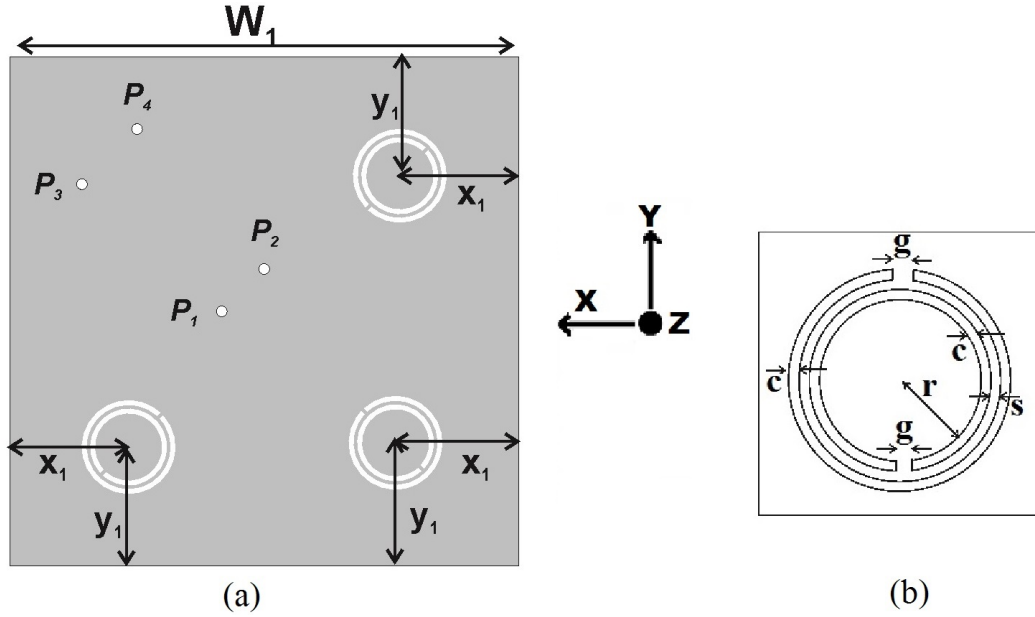 W₁
y₁
P₄
P₃
x₁
P₂
P₁
x₁
y₁
x₁
y₁
(a)
Y
X
Z
g
c
c
r
s
g
(b)